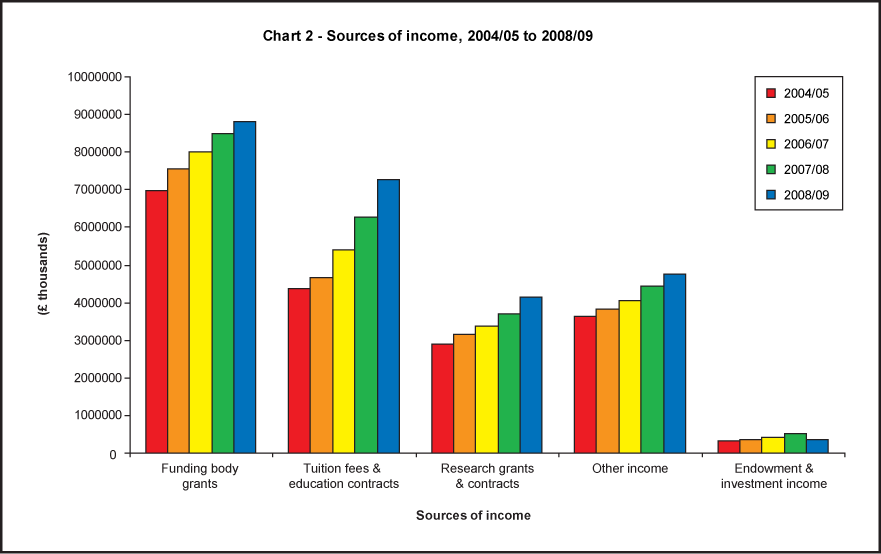 Chart 2 - Sources of income, 2004/05 to 2008/09
10000000
9000000
8000000
7000000
6000000
5000000
4000000
3000000
2000000
1000000
0
(£ thousands)
2004/05
2005/06
2006/07
2007/08
2008/09
Funding body
grants
Tuition fees &
education contracts
Research grants
& contracts
Other income
Endowment &
investment income
Sources of income